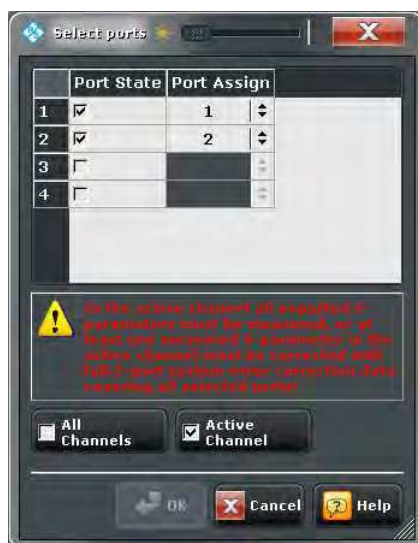 Select ports
Port State Port Assign
1 1
2 2
3
4
In the active channel all exported S-
parameters must be measured, or at
least one measured S-parameter in the
active channel must be corrected with
full-2-port system error correction data
covering all selected ports!
All
Channels
Active
Channel
OK
Cancel
Help